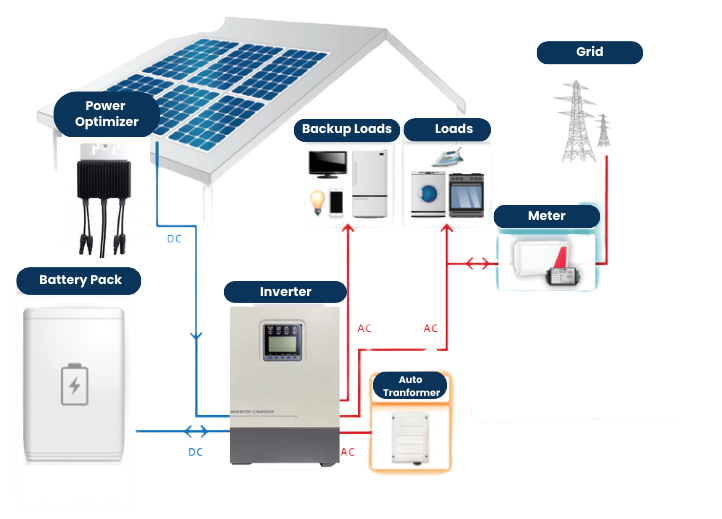 Grid
Power
Optimizer
Backup Loads
Loads
Meter
DC
Battery Pack
Inverter
AC
AC
Auto
Tranformer
INVERTER /CHARGER
DC
AC